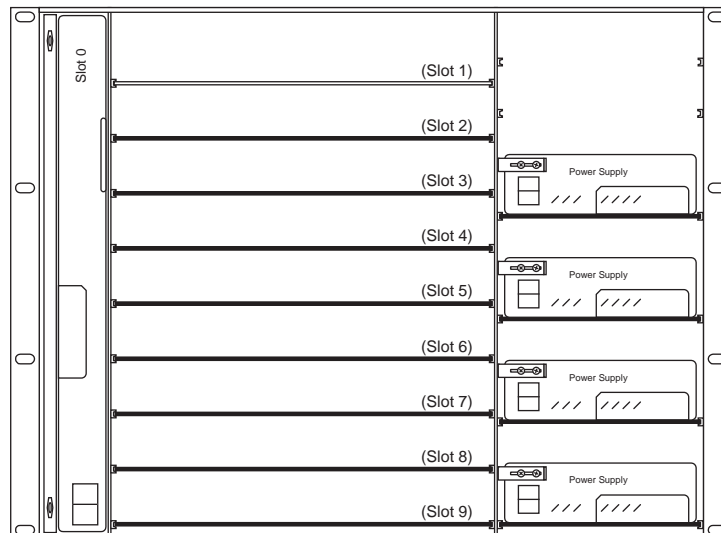 Slot 0
(Slot 1)
(Slot 2)
(Slot 3)
(Slot 4)
(Slot 5)
(Slot 6)
(Slot 7)
(Slot 8)
(Slot 9)
Power Supply
Power Supply
Power Supply
Power Supply